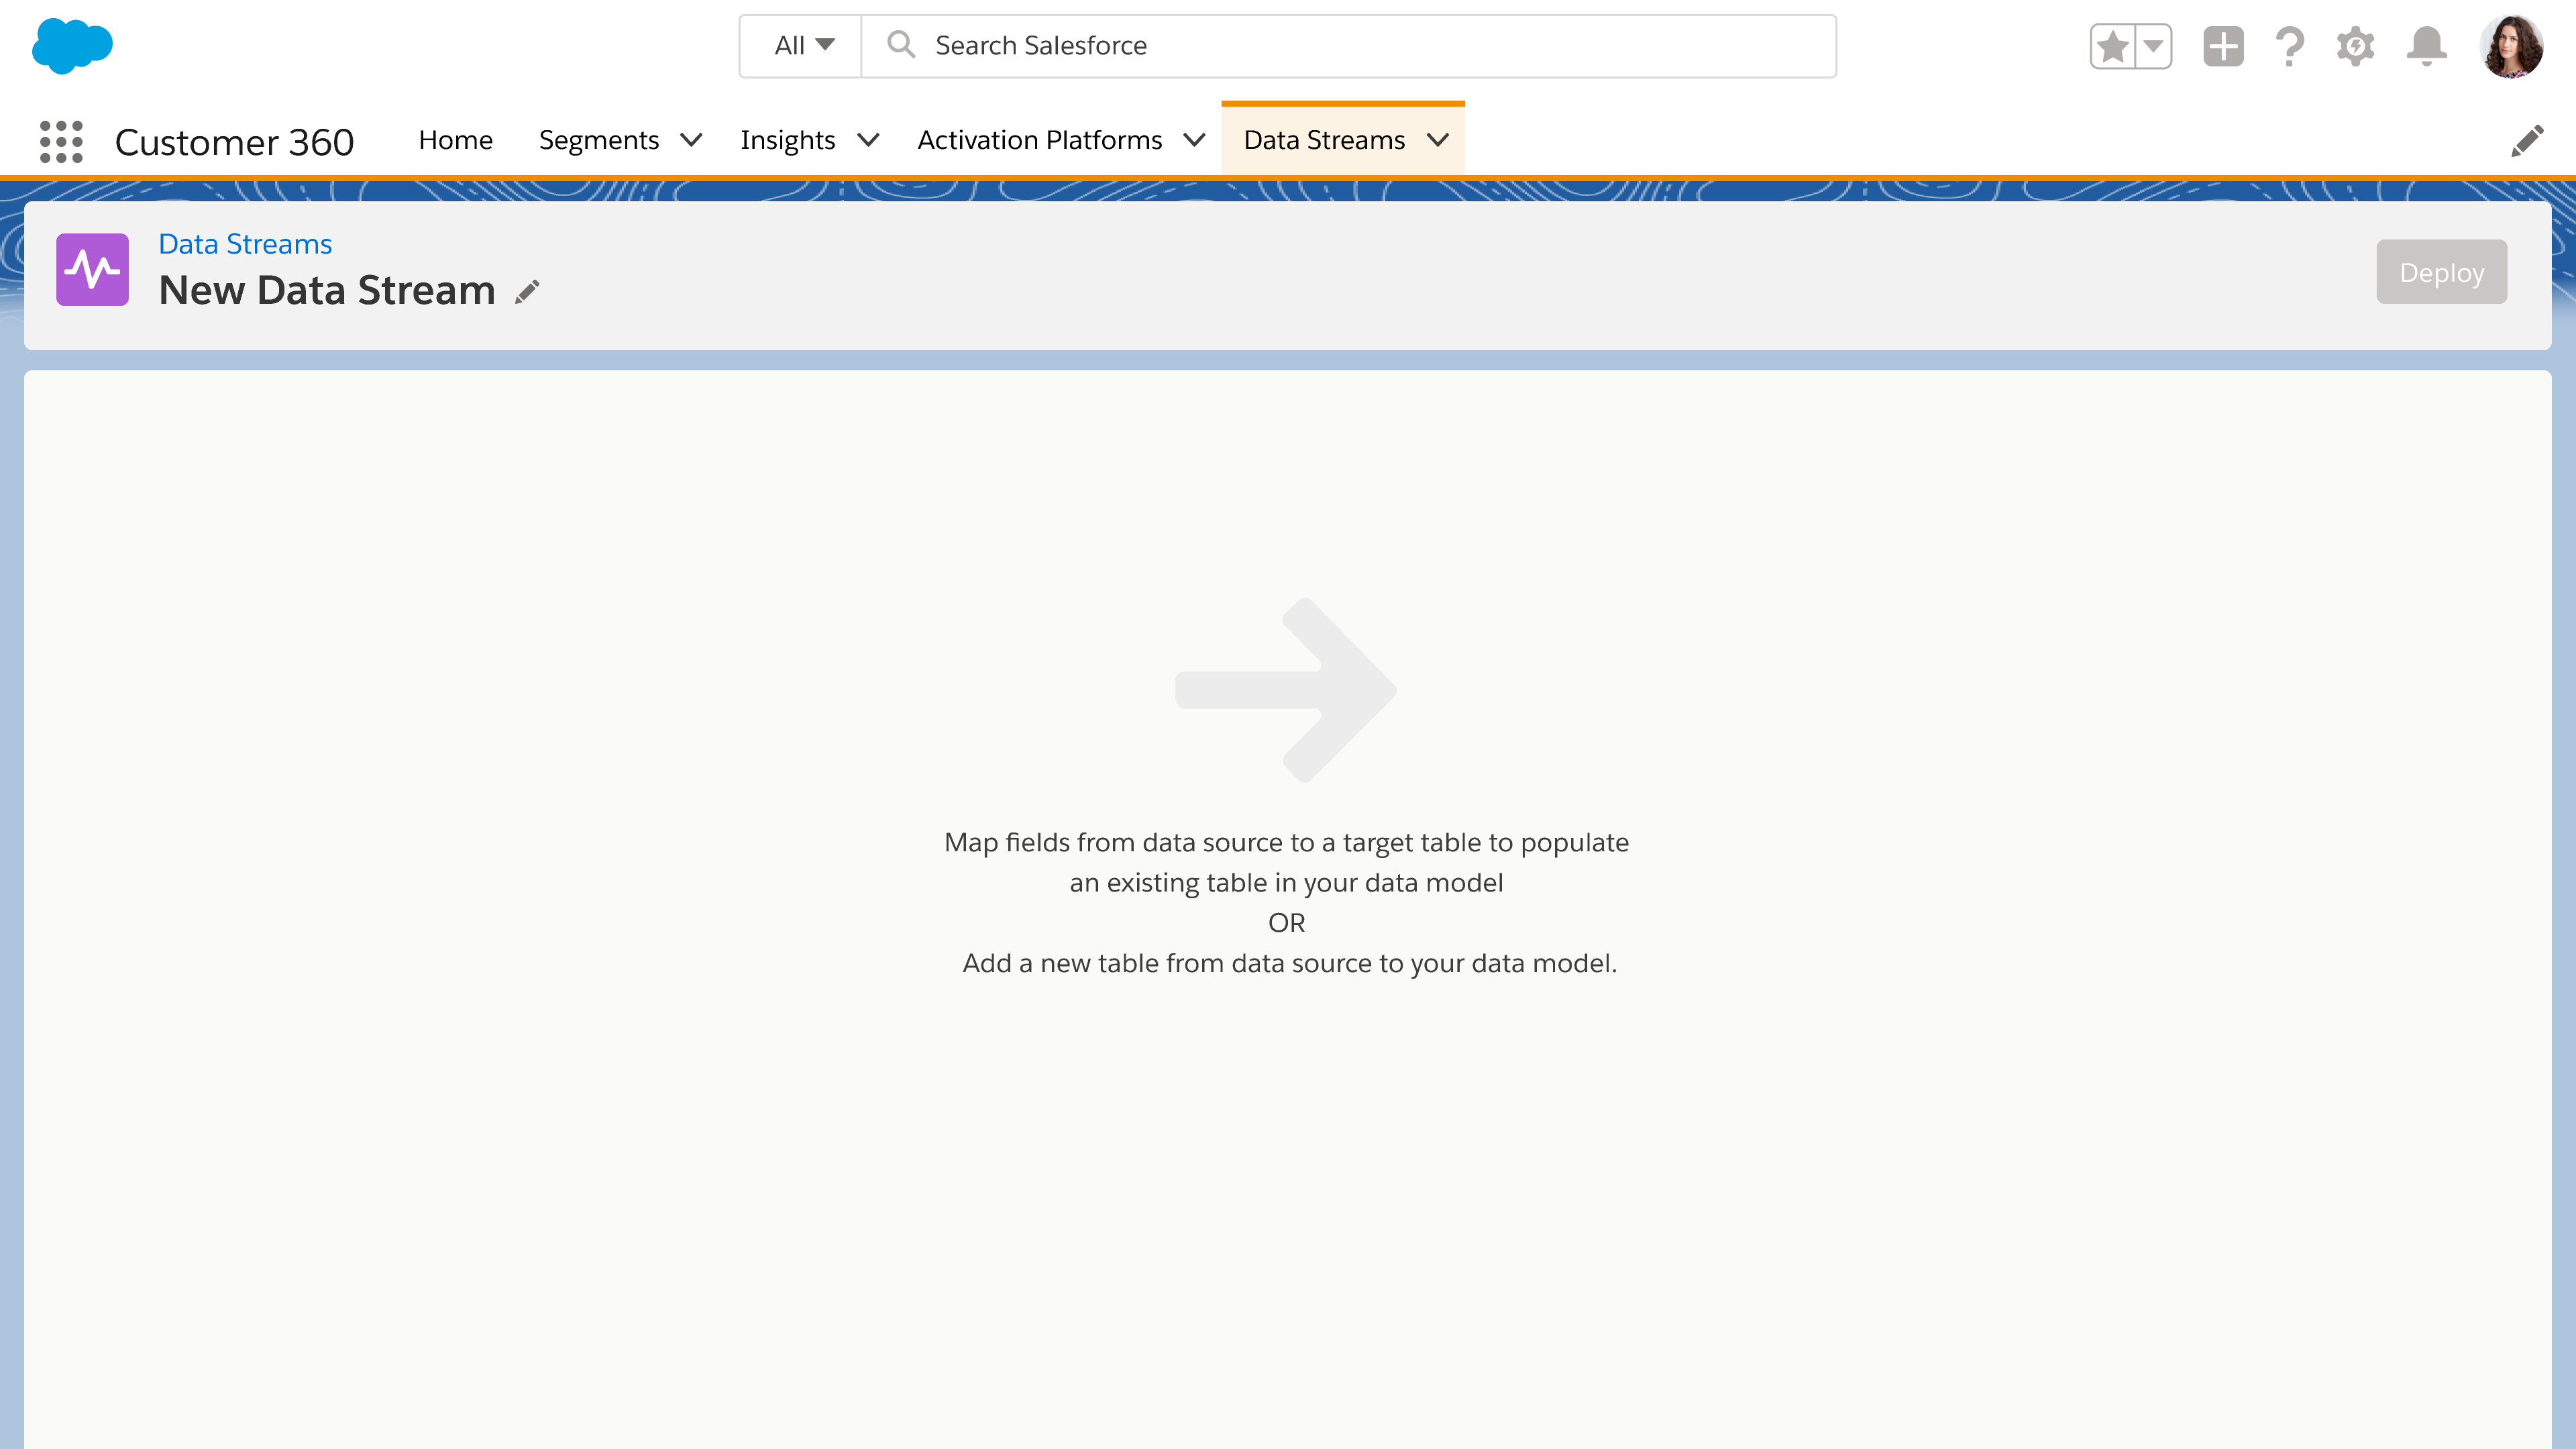 All
Search Salesforce
Customer 360
Home
Segments
Insights
Activation Platforms
Data Streams
Data Streams
New Data Stream
Deploy
Map fields from data source to a target table to populate
an existing table in your data model
OR
Add a new table from data source to your data model.